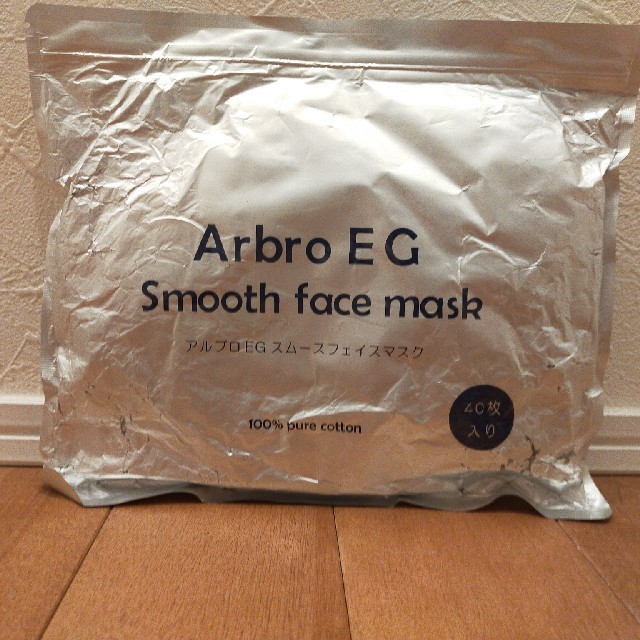 Arbro E G
Smooth face mask
アルブロEG スムースフェイスマスク
100% pure cotton
40枚
入り